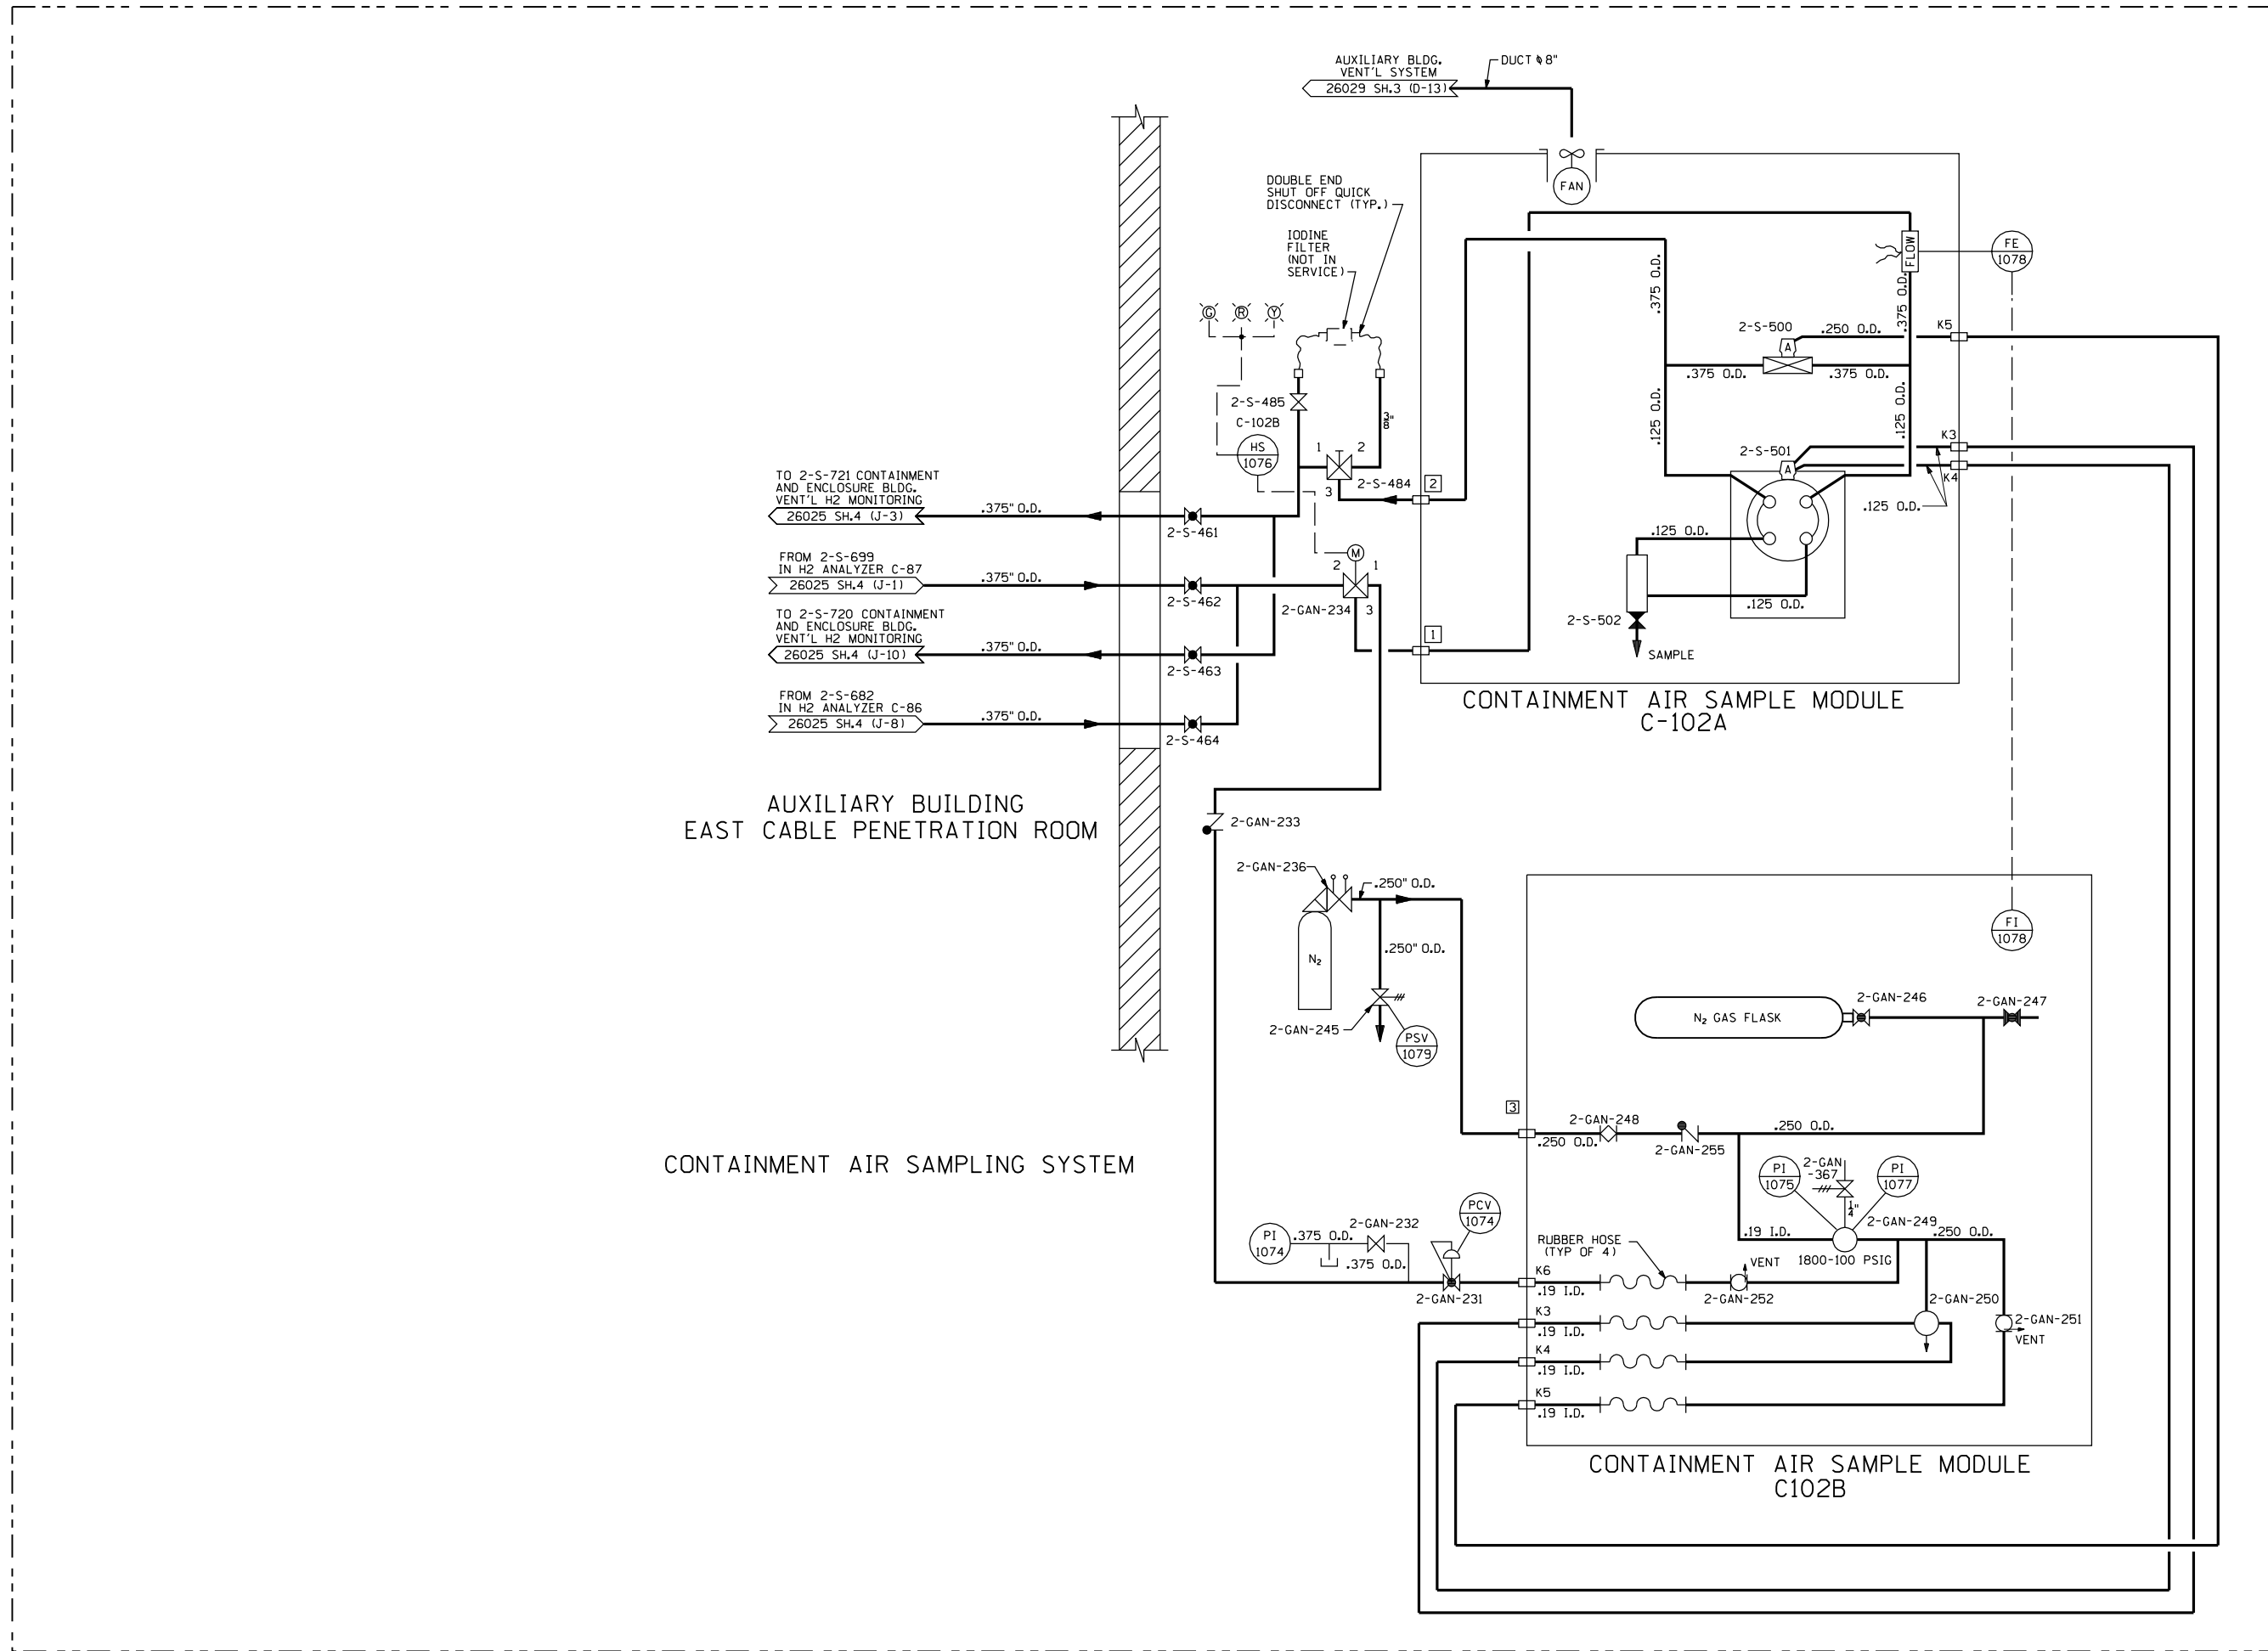 AUXILIARY BLDG.
VENT'L SYSTEM
26029 SH.3 (D-13)
DUCT ϕ 8"
FAN
DOUBLE END
SHUT OFF QUICK
DISCONNECT (TYP.)
IODINE
FILTER
(NOT IN
SERVICE)
G
R
Y
FLOW
FE
1078
.375 O.D.
.375 O.D.
2-S-500
.250 O.D.
K5
A
.375 O.D.
.375 O.D.
2-S-485
C-102B
HS
1076
3/8"
1
2
3
2-S-484
2
.125 O.D.
.125 O.D.
2-S-501
A
K3
K4
.125 O.D.
.125 O.D.
.125 O.D.
2-S-502
SAMPLE
TO 2-S-721 CONTAINMENT
AND ENCLOSURE BLDG.
VENT'L H2 MONITORING
26025 SH.4 (J-3)
.375" O.D.
2-S-461
FROM 2-S-699
IN H2 ANALYZER C-87
26025 SH.4 (J-1)
.375" O.D.
2-S-462
M
2
1
2-GAN-234
3
TO 2-S-720 CONTAINMENT
AND ENCLOSURE BLDG.
VENT'L H2 MONITORING
26025 SH.4 (J-10)
.375" O.D.
2-S-463
1
FROM 2-S-682
IN H2 ANALYZER C-86
26025 SH.4 (J-8)
.375" O.D.
2-S-464
CONTAINMENT AIR SAMPLE MODULE
C-102A
AUXILIARY BUILDING
EAST CABLE PENETRATION ROOM
2-GAN-233
2-GAN-236
.250" O.D.
N2
.250" O.D.
2-GAN-245
PSV
1079
FI
1078
N2 GAS FLASK
2-GAN-246
2-GAN-247
3
.250 O.D.
2-GAN-248
2-GAN-255
.250 O.D.
CONTAINMENT AIR SAMPLING SYSTEM
PI
1075
2-GAN
-367
PI
1077
1/4"
2-GAN-249
.19 I.D.
.250 O.D.
1800-100 PSIG
PCV
1074
PI
1074
.375 O.D.
2-GAN-232
.375 O.D.
2-GAN-231
RUBBER HOSE
(TYP OF 4)
K6
.19 I.D.
VENT
2-GAN-252
2-GAN-250
2-GAN-251
VENT
K3
.19 I.D.
K4
.19 I.D.
K5
.19 I.D.
CONTAINMENT AIR SAMPLE MODULE
C102B